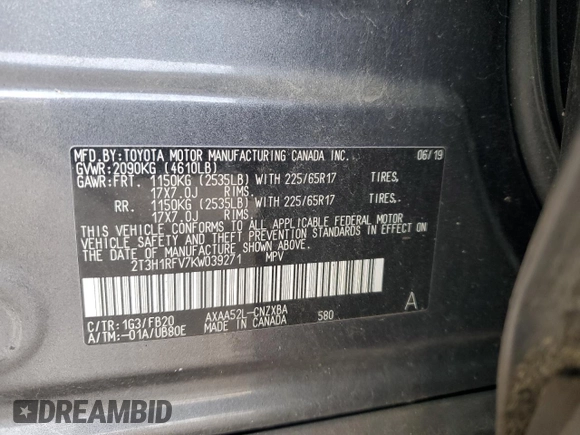 MFD.BY:TOYOTA MOTOR MANUFACTURING CANADA INC. 06/19
GVWR:2090KG (4610LB)
GAWR:FRT. 1150KG (2535LB) WITH 225/65R17 TIRES,
17X7.0J RIMS,
RR. 1150KG (2535LB) WITH 225/65R17 TIRES,
17X7.0J RIMS.
THIS VEHICLE CONFORMS TO ALL APPLICABLE FEDERAL MOTOR
VEHICLE SAFETY AND THEFT PREVENTION STANDARDS IN EFFECT ON
THE DATE OF MANUFACTURE SHOWN ABOVE.
2T3H1RFV7KW039271 MPV
C/TR: 1G3/FB20 AXAA52L-CNZXBA 580 A
A/TM:-01A/UB80E MADE IN CANADA
DREAMBID